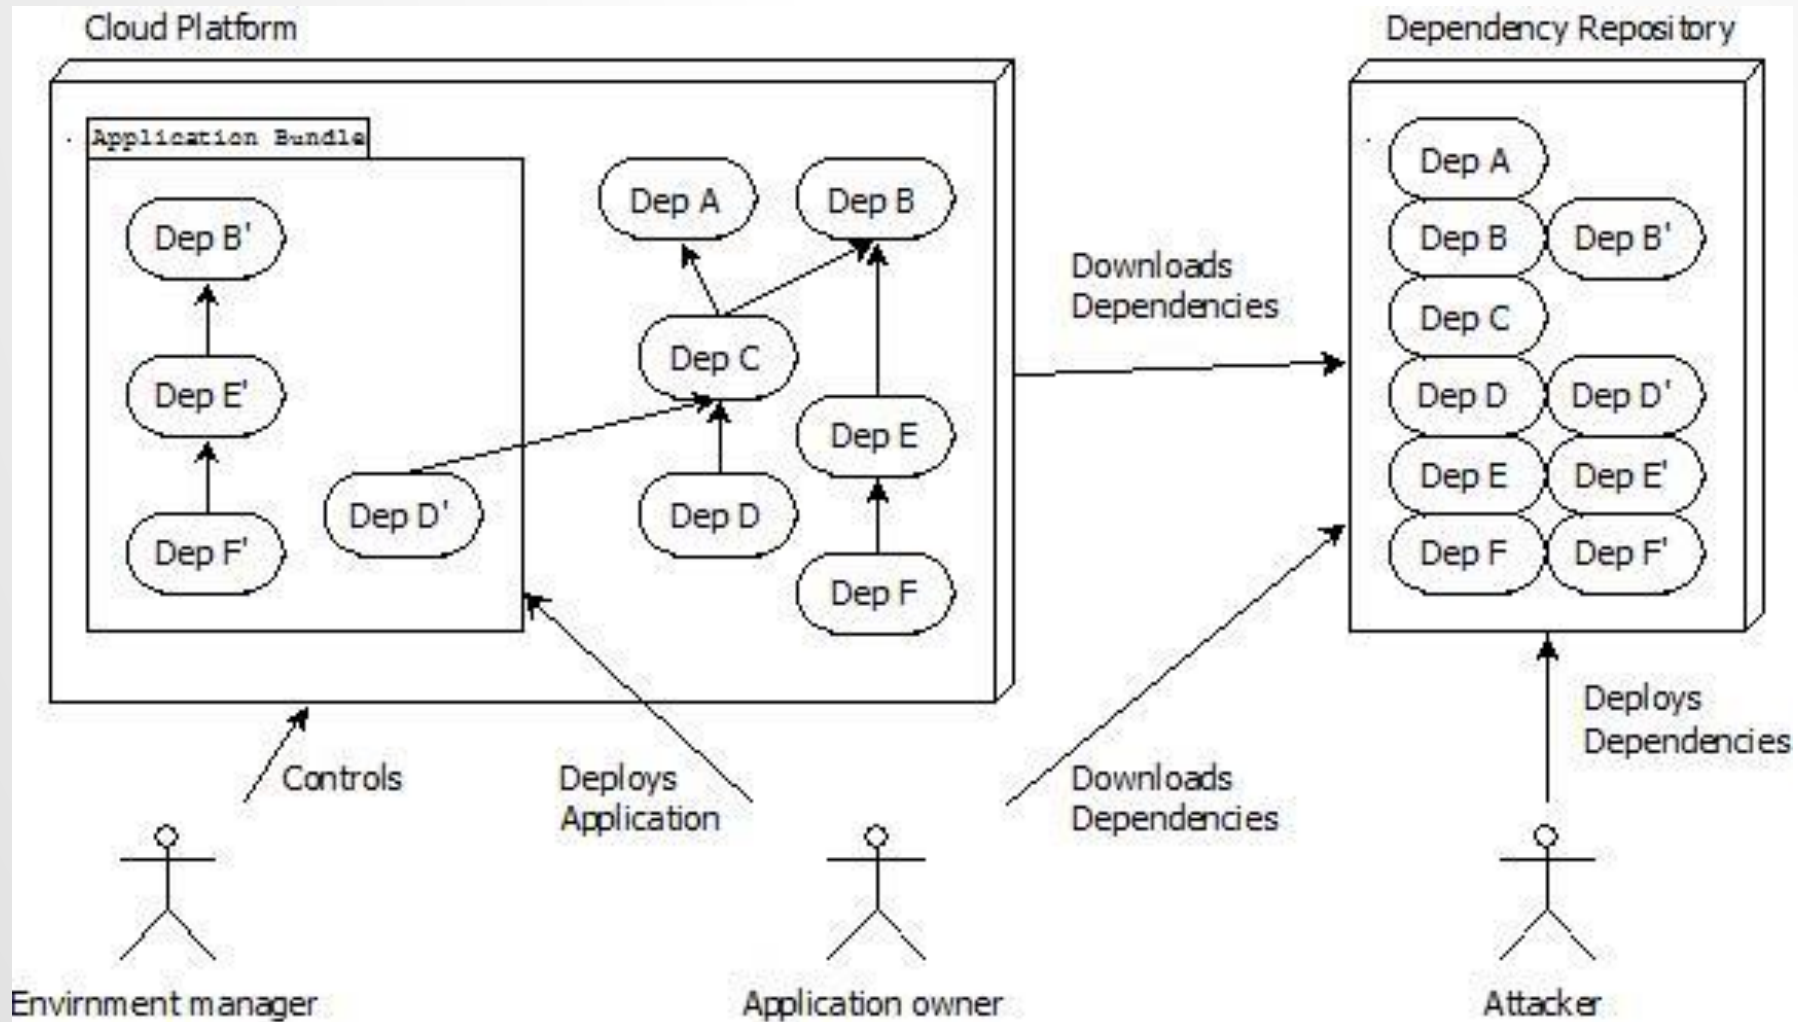 Cloud Platform
Dependency Repository
Application Bundle
Dep B'
Dep E'
Dep F'
Dep D'
Dep A
Dep B
Dep C
Dep D
Dep E
Dep F
Downloads
Dependencies
Dep A
Dep B
Dep B'
Dep C
Dep D
Dep D'
Dep E
Dep E'
Dep F
Dep F'
Controls
Deploys
Application
Downloads
Dependencies
Deploys
Dependencies
Envirnment manager
Application owner
Attacker